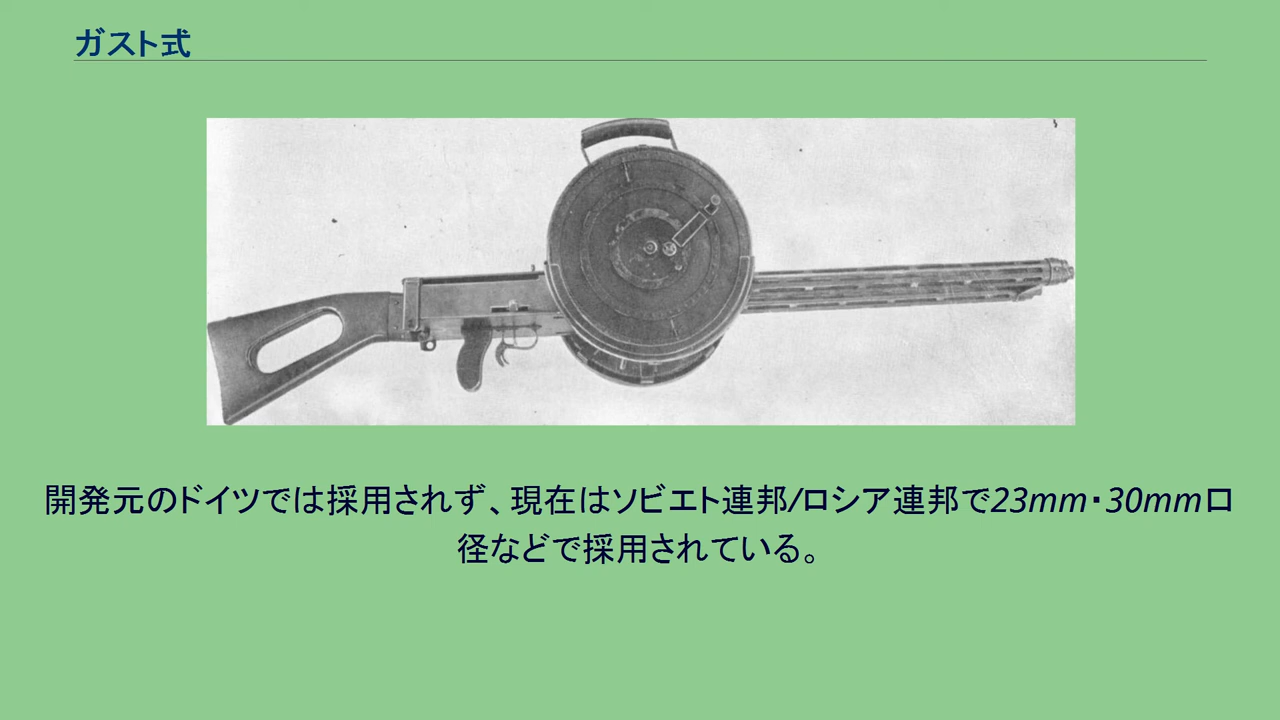 ガスト式
開発元のドイツでは採用されず、現在はソビエト連邦/ロシア連邦で23mm・30mm口
径などで採用されている。